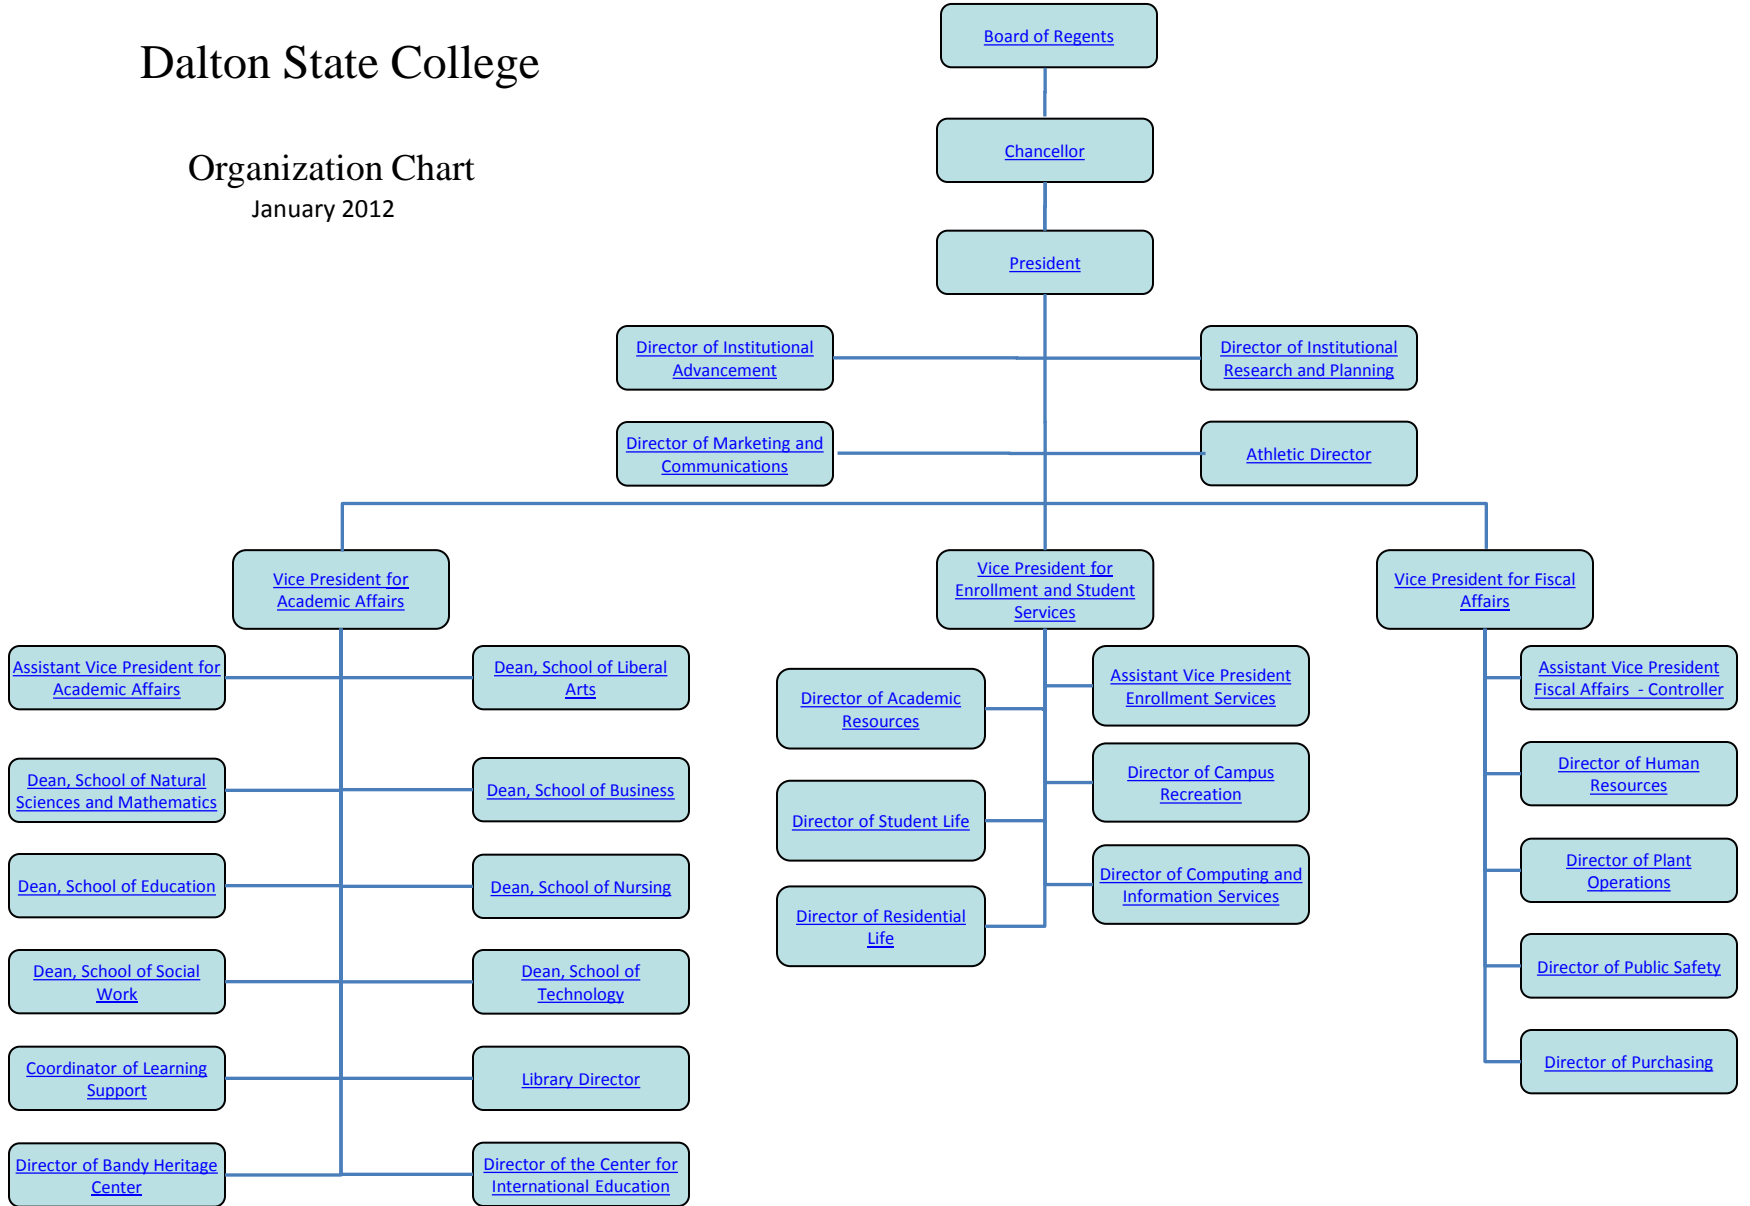 Dalton State College
Organization Chart
January 2012
Board of Regents
Chancellor
President
Director of Institutional
Advancement
Director of Institutional
Research and Planning
Director of Marketing and
Communications
Athletic Director
Vice President for
Academic Affairs
Vice President for
Enrollment and Student
Services
Vice President for Fiscal
Affairs
Assistant Vice President for
Academic Affairs
Dean, School of Liberal
Arts
Dean, School of Natural
Sciences and Mathematics
Dean, School of Business
Dean, School of Education
Dean, School of Nursing
Dean, School of Social
Work
Dean, School of
Technology
Coordinator of Learning
Support
Library Director
Director of Bandy Heritage
Center
Director of the Center for
International Education
Director of Academic
Resources
Assistant Vice President
Enrollment Services
Director of Student Life
Director of Campus
Recreation
Director of Residential
Life
Director of Computing and
Information Services
Assistant Vice President
Fiscal Affairs  - Controller
Director of Human
Resources
Director of Plant
Operations
Director of Public Safety
Director of Purchasing